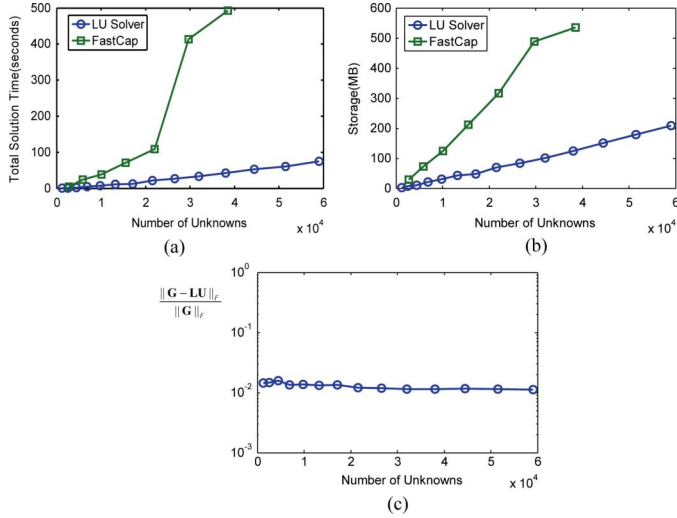 500
400
300
200
100
0
Total Solution Time(seconds)
LU Solver
FastCap
0 1 2 3 4 5 6
Number of Unknowns
x 10^4
(a)
600
500
400
300
200
100
0
Storage(MB)
LU Solver
FastCap
0 1 2 3 4 5 6
Number of Unknowns
x 10^4
(b)
|| G − LU ||_F
|| G ||_F
10^0
10^-1
10^-2
10^-3
0 1 2 3 4 5 6
Number of Unknowns
x 10^4
(c)